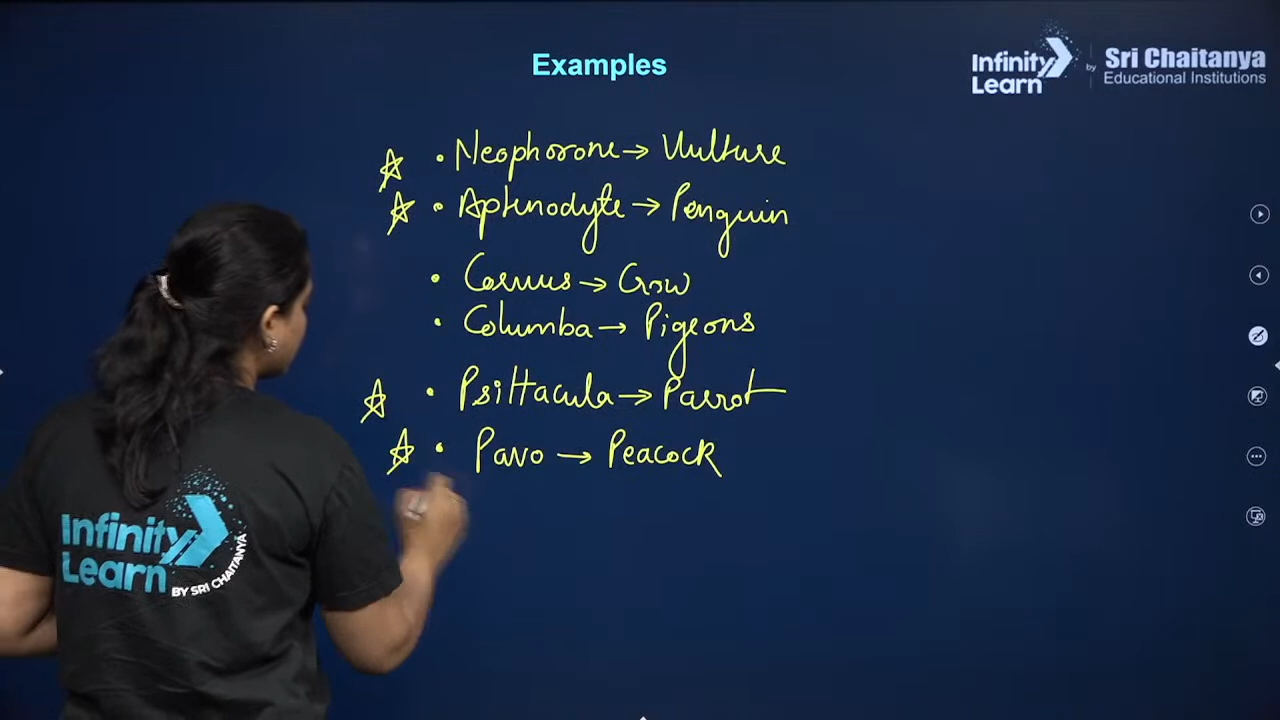 Examples
Infinity Learn by Sri Chaitanya Educational Institutions
☆ • Neophorone → Vulture
☆ • Aptenodyte → Penguin
• Corvus → Crow
• Columba → Pigeons
☆ • Psittacula → Parrot
☆ • Pavo → Peacock
Infinity
Learn
BY SRI CHAITANYA